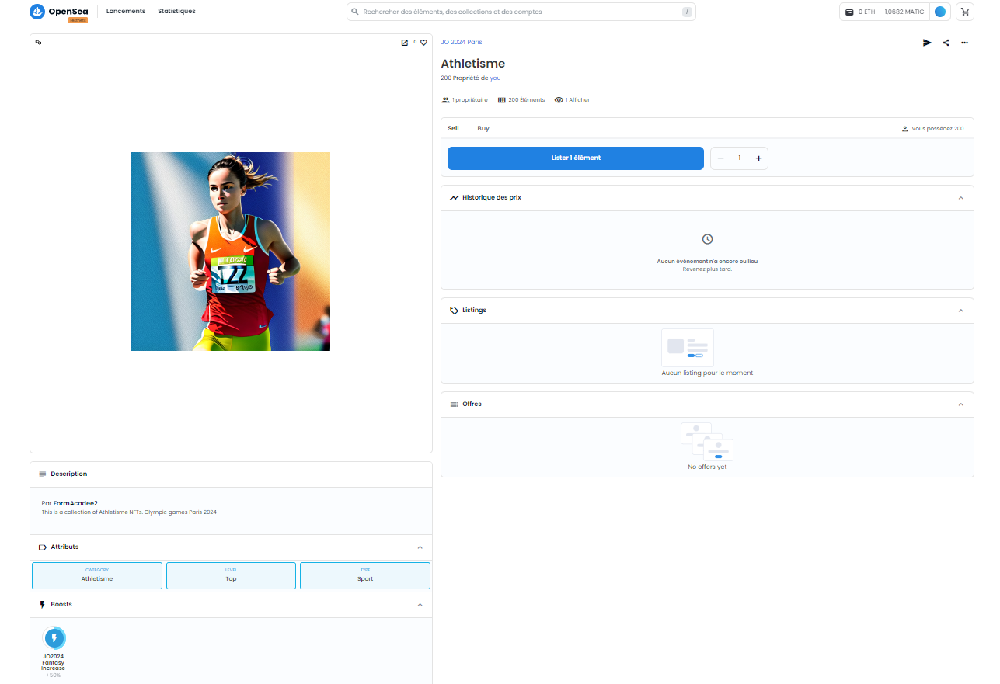 OpenSea
Testnets
Lancements
Statistiques
Rechercher des éléments, des collections et des comptes
/
0 ETH
1,0682 MATIC
0
JO 2024 Paris
Athletisme
200 Propriété de you
1 propriétaire
200 Éléments
1 Afficher
Sell
Buy
Vous possédez 200
Lister 1 élément
1
Historique des prix
Aucun événement n'a encore eu lieu
Revenez plus tard.
Listings
Aucun listing pour le moment
Offres
No offers yet
Description
Par FormAcadee2
This is a collection of Athletisme NFTs. Olympic games Paris 2024
Attributs
CATEGORY
Athletisme
LEVEL
Top
TYPE
Sport
Boosts
JO2024
Fantasy
Increase
+50%